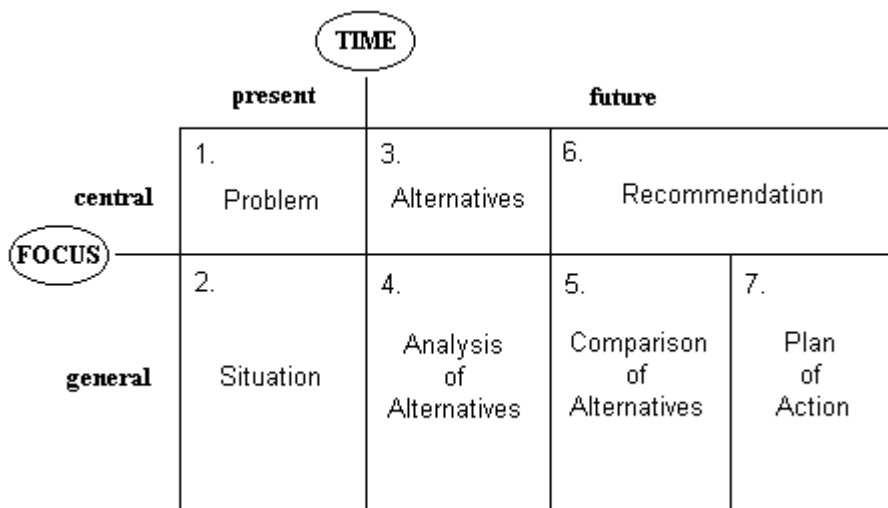 TIME
present
future
central
1.
Problem
3.
Alternatives
6.
Recommendation
FOCUS
general
2.
Situation
4.
Analysis
of
Alternatives
5.
Comparison
of
Alternatives
7.
Plan
of
Action